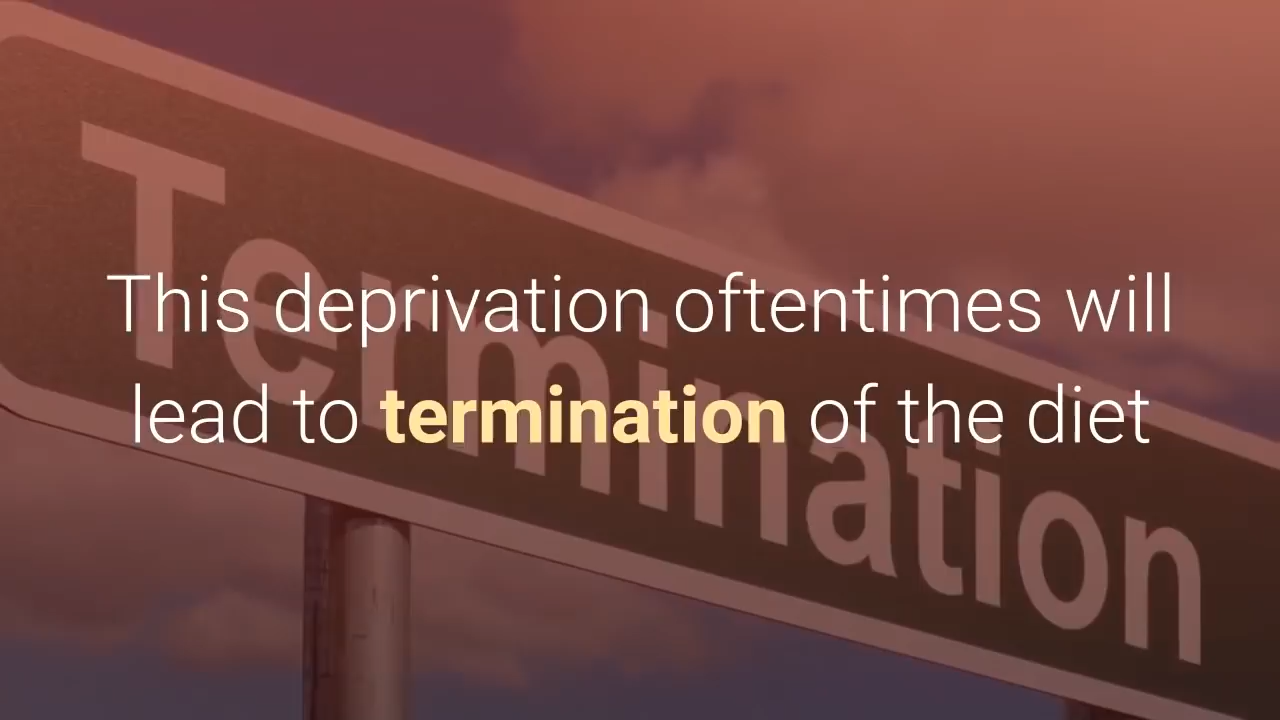 This deprivation oftentimes will
lead to termination of the diet
Termination